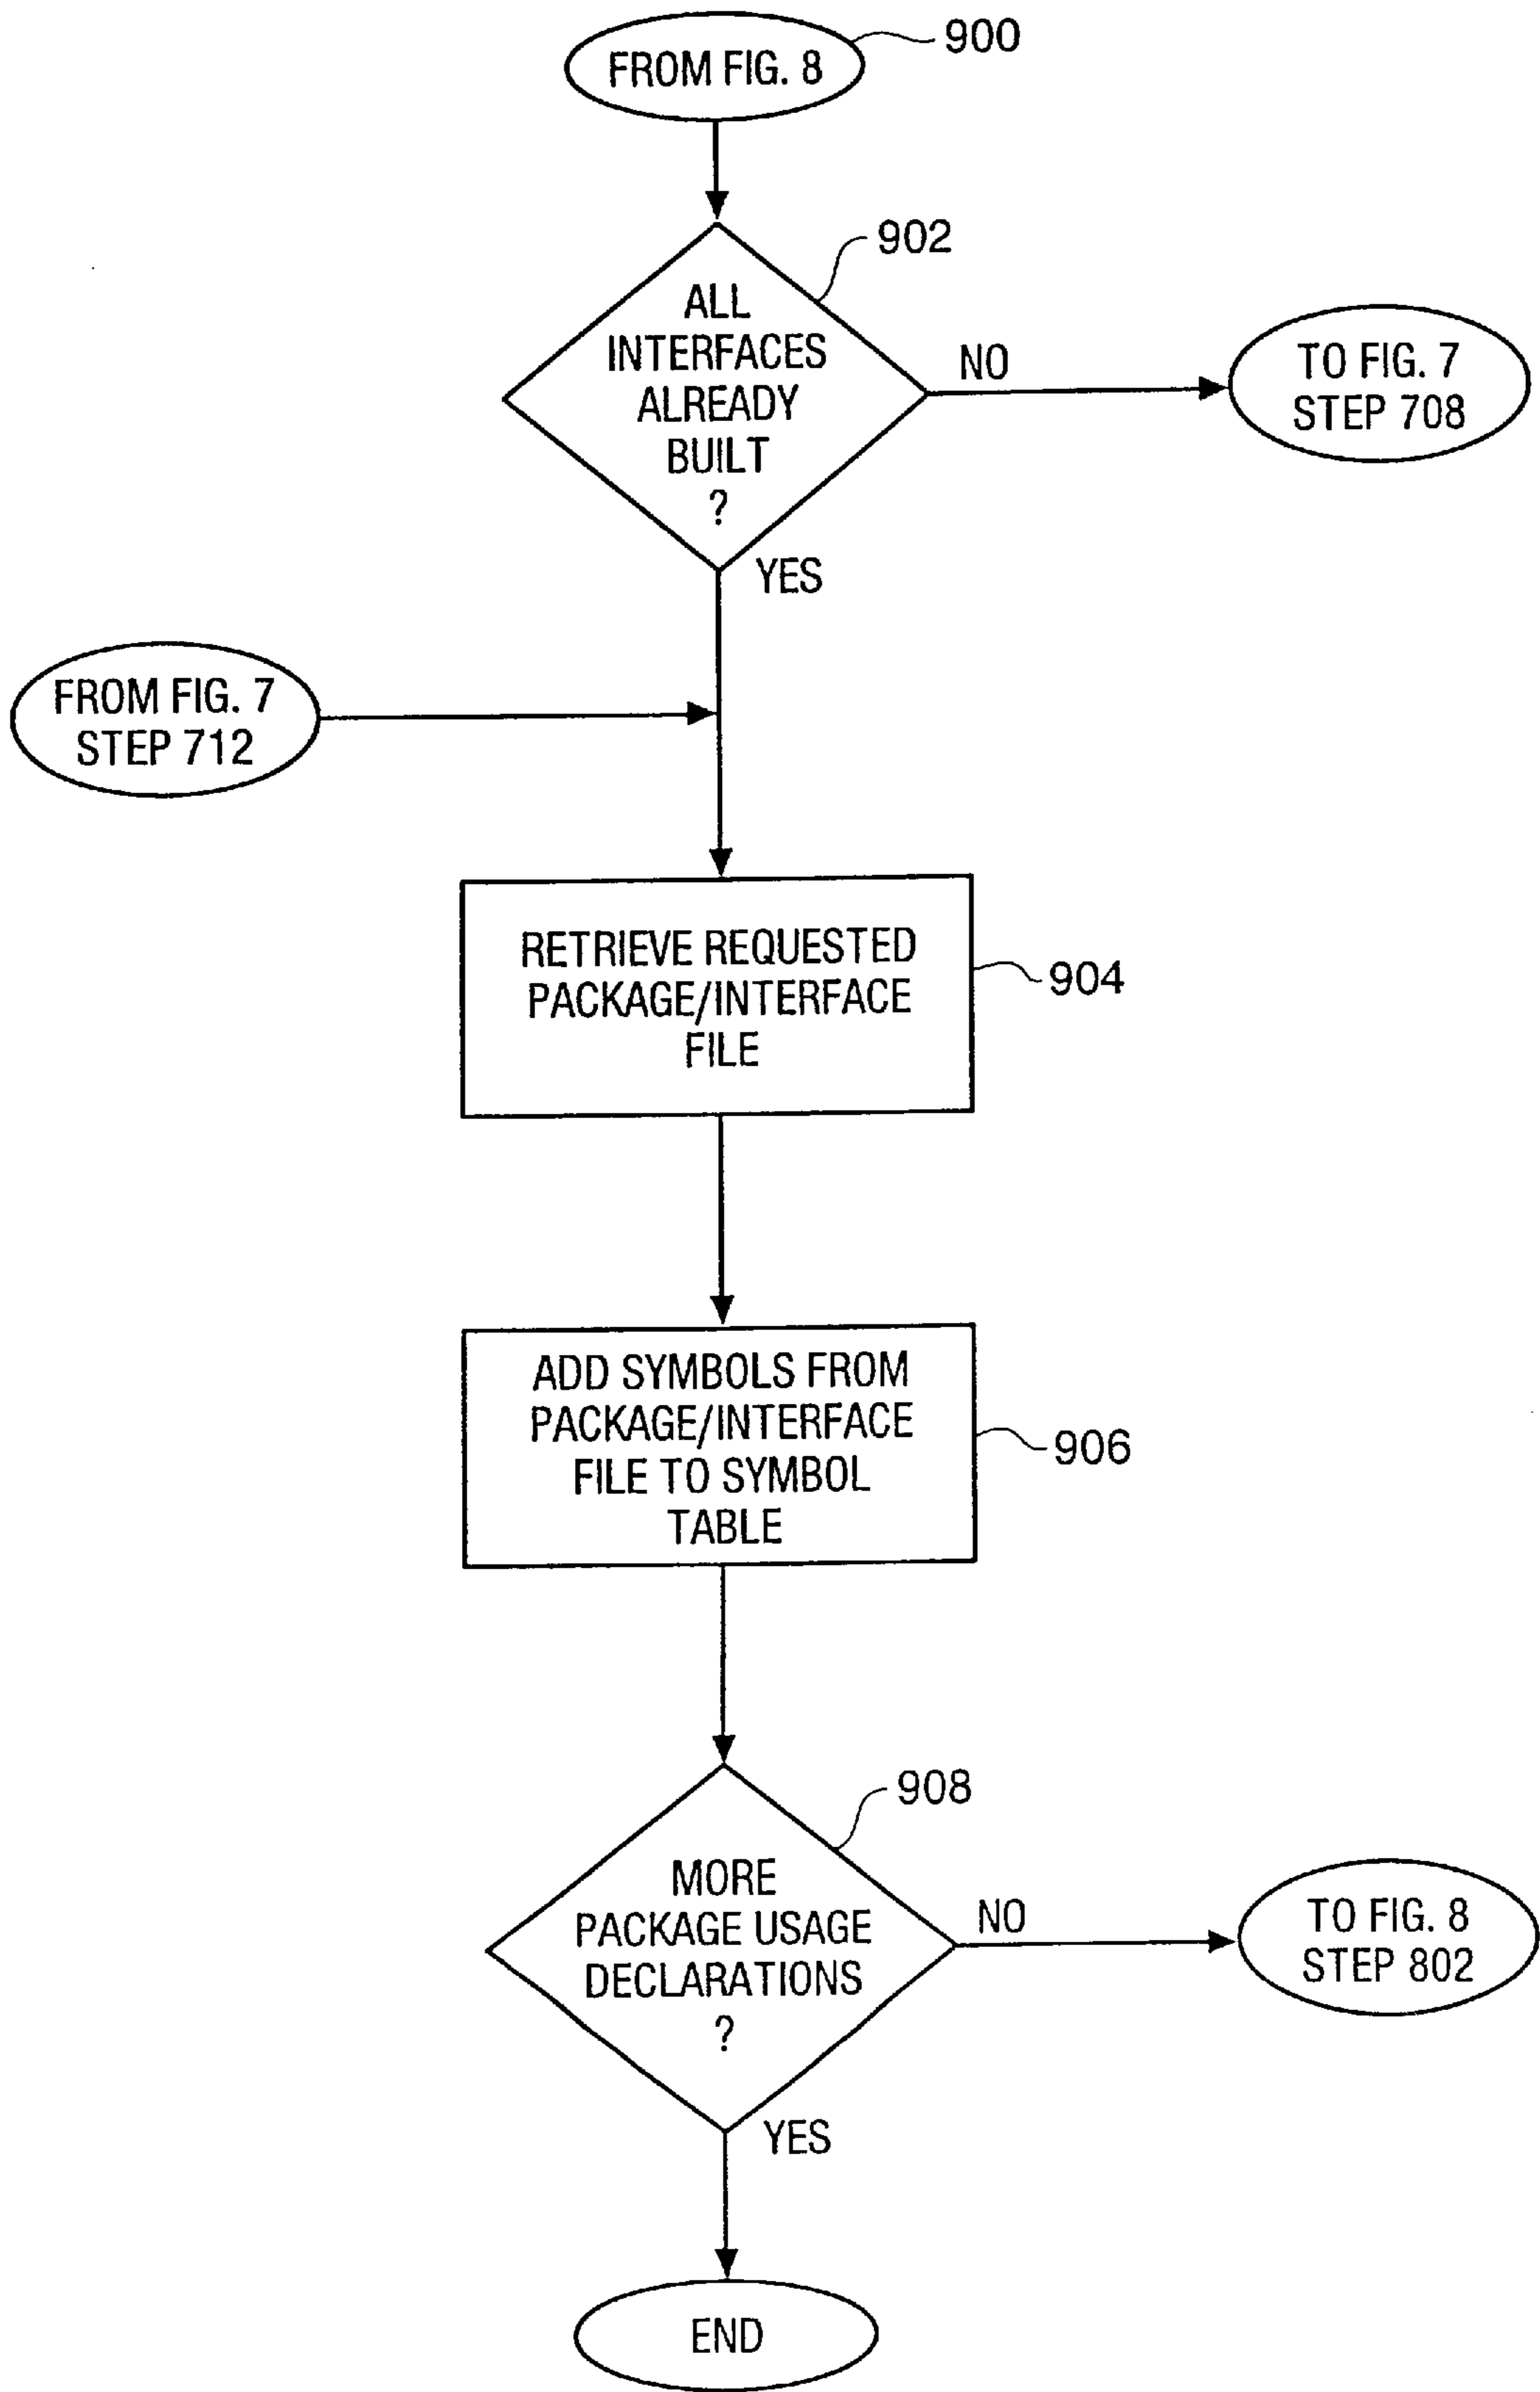 FROM FIG. 8
900
902
ALL
INTERFACES
ALREADY
BUILT
?
NO
TO FIG. 7
STEP 708
YES
FROM FIG. 7
STEP 712
RETRIEVE REQUESTED
PACKAGE/INTERFACE
FILE
904
ADD SYMBOLS FROM
PACKAGE/INTERFACE
FILE TO SYMBOL
TABLE
906
908
MORE
PACKAGE USAGE
DECLARATIONS
?
NO
TO FIG. 8
STEP 802
YES
END